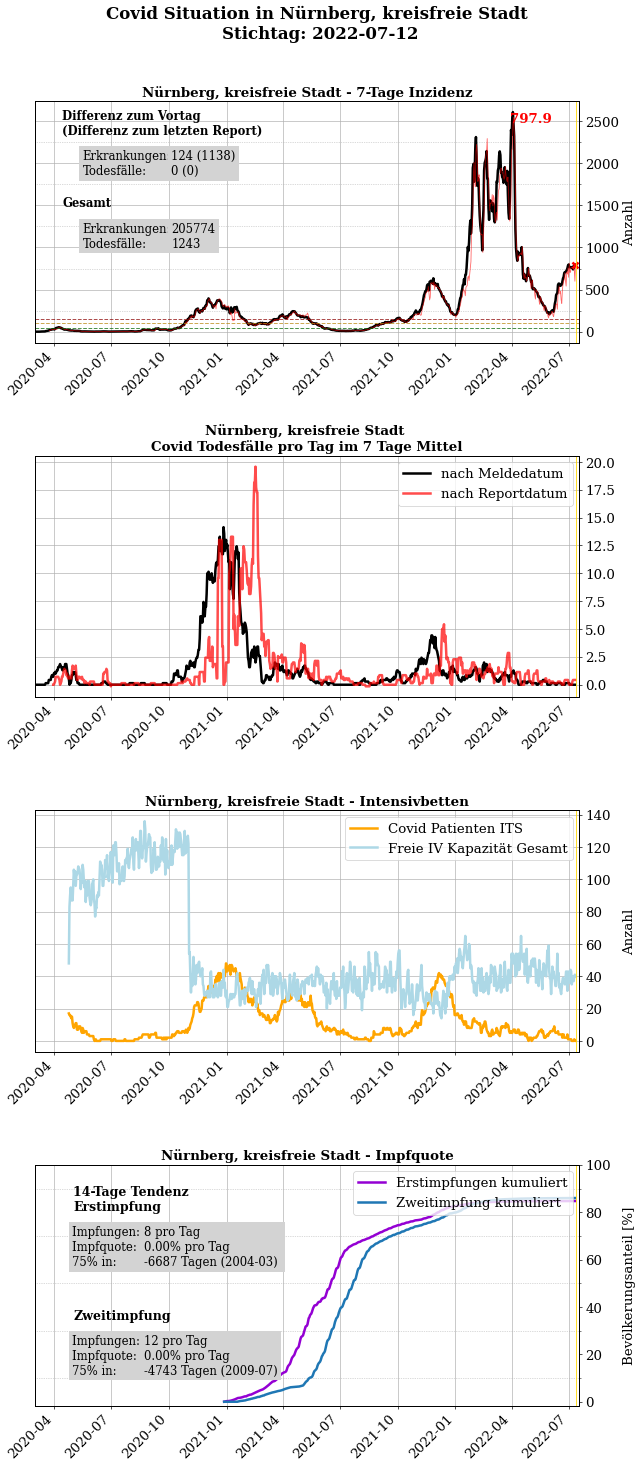 Covid Situation in Nürnberg, kreisfreie Stadt
Stichtag: 2022-07-12
Nürnberg, kreisfreie Stadt - 7-Tage Inzidenz
Differenz zum Vortag
(Differenz zum letzten Report)
Erkrankungen 124 (1138)
Todesfälle: 0 (0)
Gesamt
Erkrankungen 205774
Todesfälle: 1243
797.9
2500
2000
1500
1000
500
0
Anzahl
2020-04 2020-07 2020-10 2021-01 2021-04 2021-07 2021-10 2022-01 2022-04 2022-07
Nürnberg, kreisfreie Stadt
Covid Todesfälle pro Tag im 7 Tage Mittel
nach Meldedatum
nach Reportdatum
20.0
17.5
15.0
12.5
10.0
7.5
5.0
2.5
0.0
2020-04 2020-07 2020-10 2021-01 2021-04 2021-07 2021-10 2022-01 2022-04 2022-07
Nürnberg, kreisfreie Stadt - Intensivbetten
Covid Patienten ITS
Freie IV Kapazität Gesamt
140
120
100
80
60
40
20
0
Anzahl
2020-04 2020-07 2020-10 2021-01 2021-04 2021-07 2021-10 2022-01 2022-04 2022-07
Nürnberg, kreisfreie Stadt - Impfquote
Erstimpfungen kumuliert
Zweitimpfung kumuliert
14-Tage Tendenz
Erstimpfung
Impfungen: 8 pro Tag
Impfquote: 0.00% pro Tag
75% in: -6687 Tagen (2004-03)
Zweitimpfung
Impfungen: 12 pro Tag
Impfquote: 0.00% pro Tag
75% in: -4743 Tagen (2009-07)
100
80
60
40
20
0
Bevölkerungsanteil [%]
2020-04 2020-07 2020-10 2021-01 2021-04 2021-07 2021-10 2022-01 2022-04 2022-07